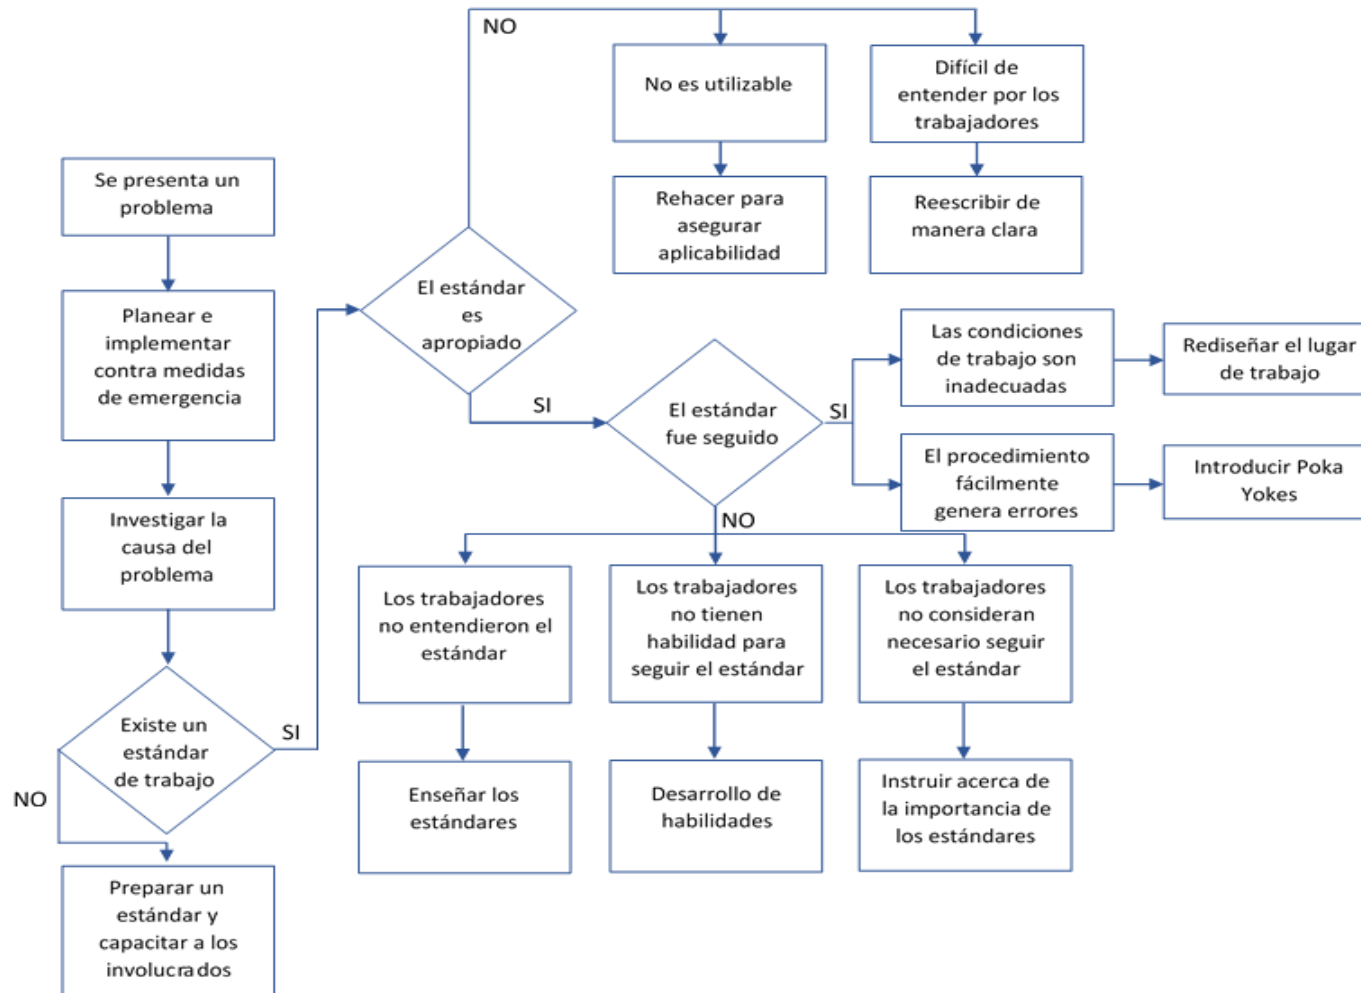 NO
No es utilizable
Difícil de
entender por los
trabajadores
Se presenta un
problema
Rehacer para
asegurar
aplicabilidad
Reescribir de
manera clara
El estándar
es
apropiado
Planear e
implementar
contra medidas
de emergencia
Las condiciones
de trabajo son
inadecuadas
Rediseñar el lugar
de trabajo
SI
El estándar
fue seguido
SI
El procedimiento
fácilmente
genera errores
Introducir Poka
Yokes
Investigar la
causa del
problema
NO
Los trabajadores
no entendieron el
estándar
Los trabajadores
no tienen
habilidad para
seguir el estándar
Los trabajadores
no consideran
necesario seguir
el estándar
Existe un
estándar
de trabajo
SI
NO
Enseñar los
estándares
Desarrollo de
habilidades
Instruir acerca de
la importancia de
los estándares
Preparar un
estándar y
capacitar a los
involucrados